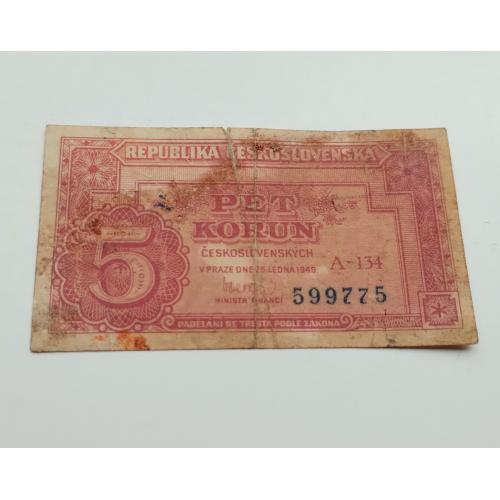 REPUBLIKA ČESKOSLOVENSKÁ
PĚT
KORUN
5
ČESKOSLOVENSKÝCH
V PRAZE DNE 25. LEDNA 1949
A-134
MINISTR FINANCÍ
599775
PADĚLÁNÍ SE TRESTÁ PODLE ZÁKONA